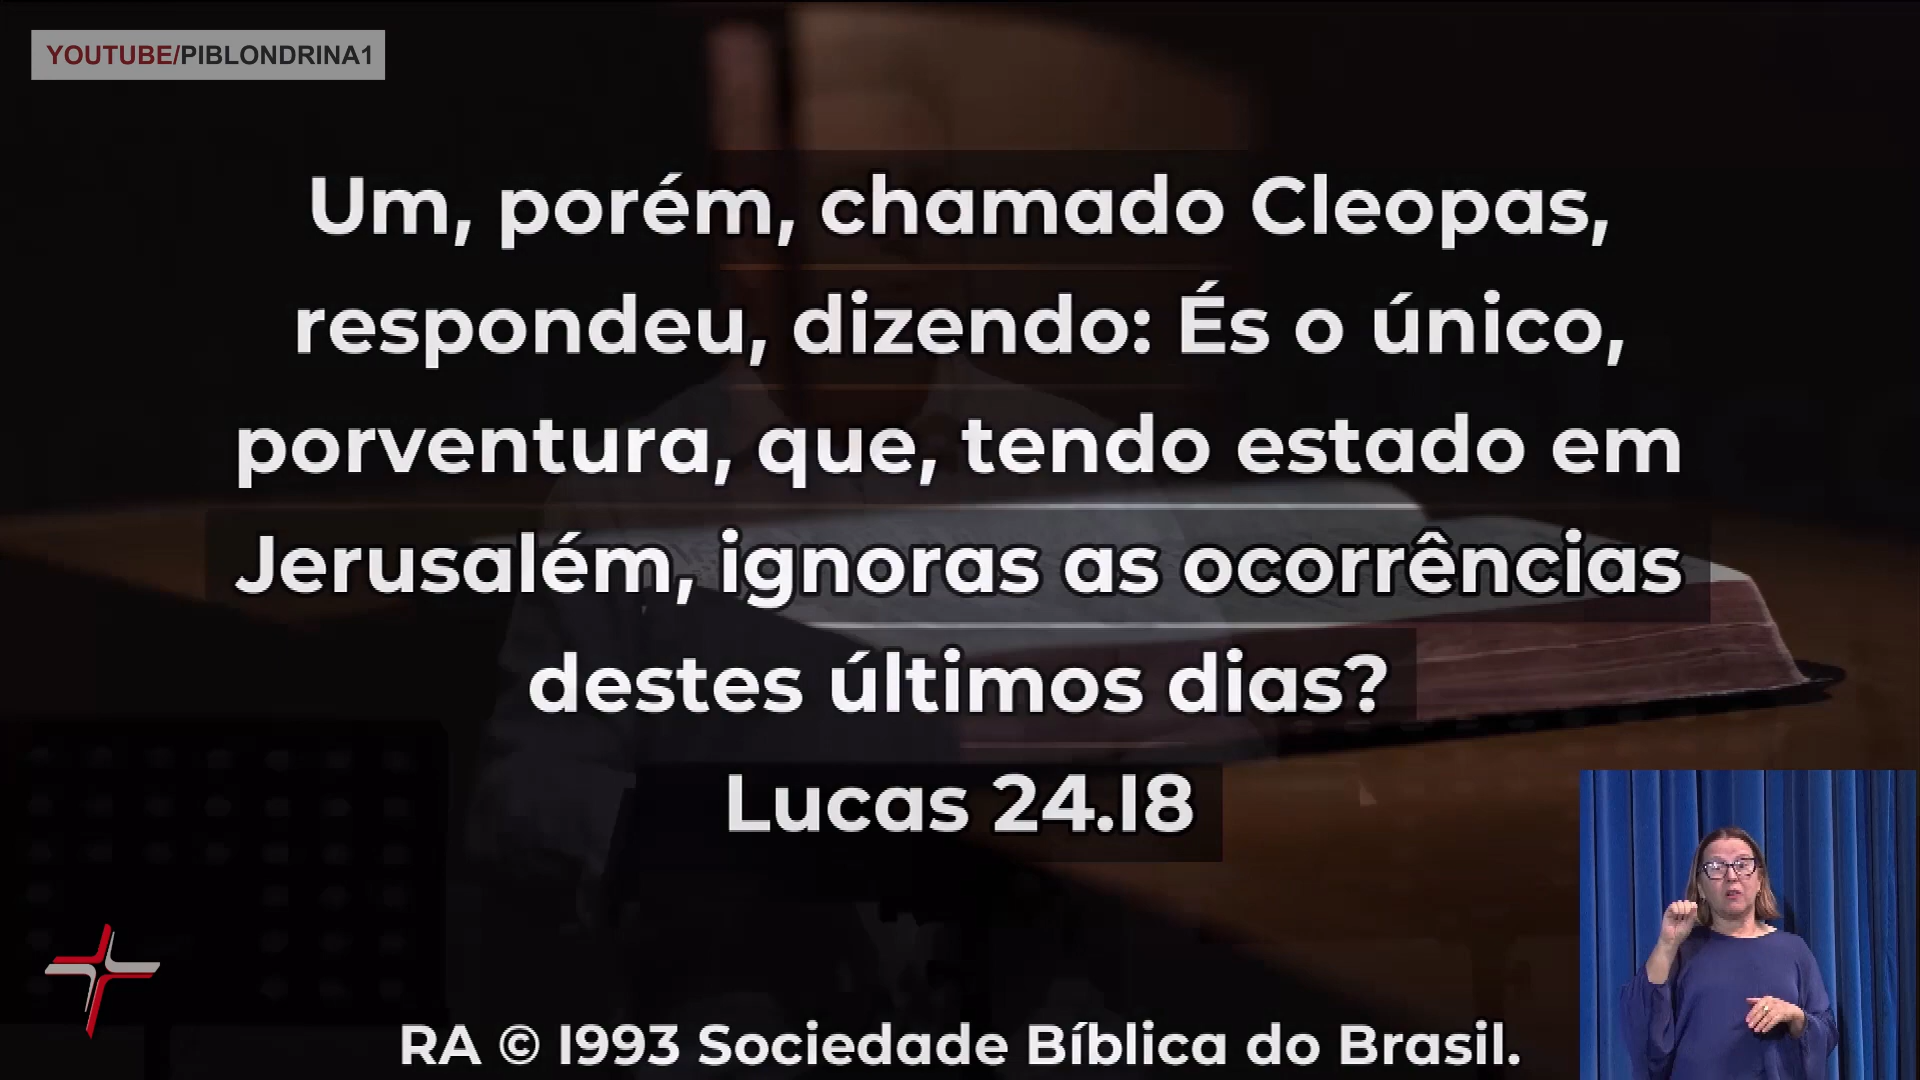 YOUTUBE/PIBLONDRINA1
Um, porém, chamado Cleopas,
respondeu, dizendo: És o único,
porventura, que, tendo estado em
Jerusalém, ignoras as ocorrências
destes últimos dias?
Lucas 24.18
RA © 1993 Sociedade Bíblica do Brasil.